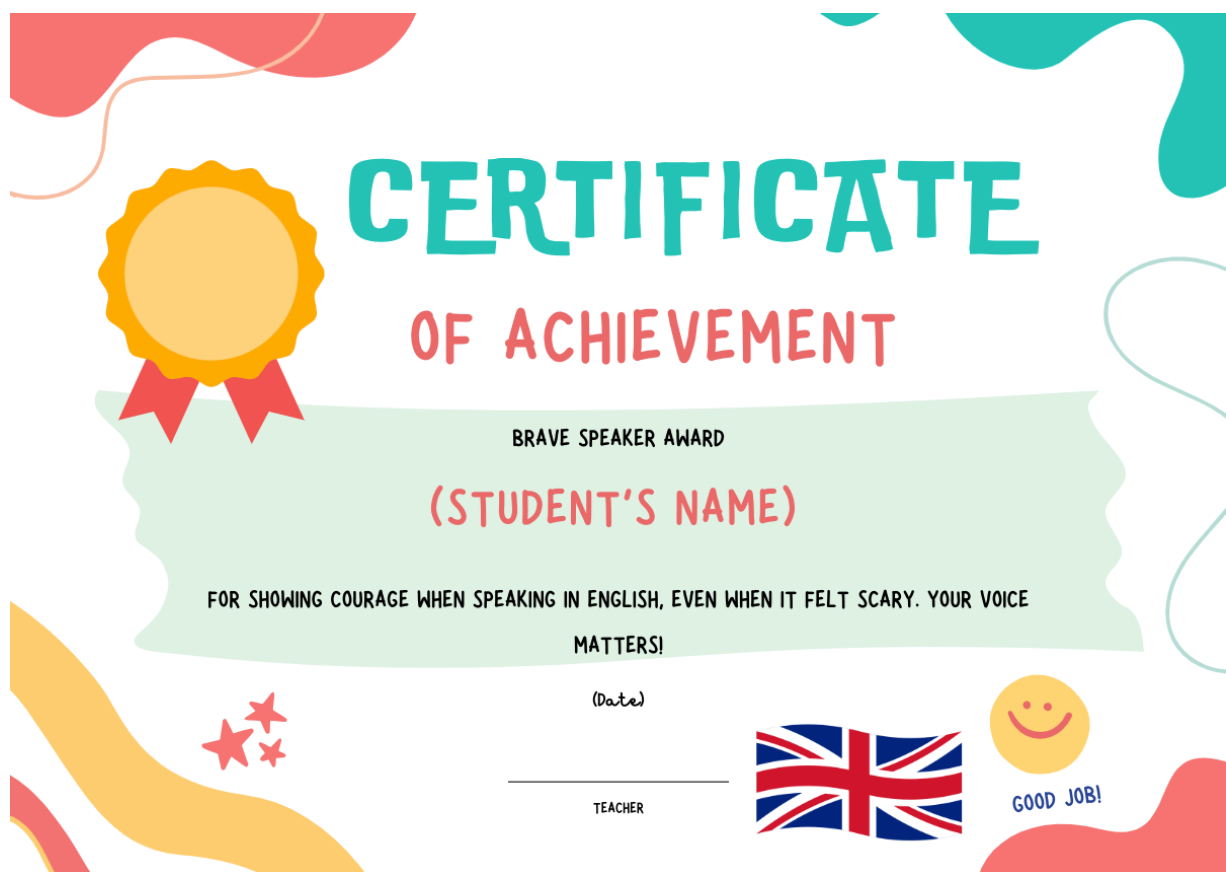 CERTIFICATE
OF ACHIEVEMENT
BRAVE SPEAKER AWARD
(STUDENT'S NAME)
FOR SHOWING COURAGE WHEN SPEAKING IN ENGLISH, EVEN WHEN IT FELT SCARY. YOUR VOICE
MATTERS!
(Date)
TEACHER
GOOD JOB!